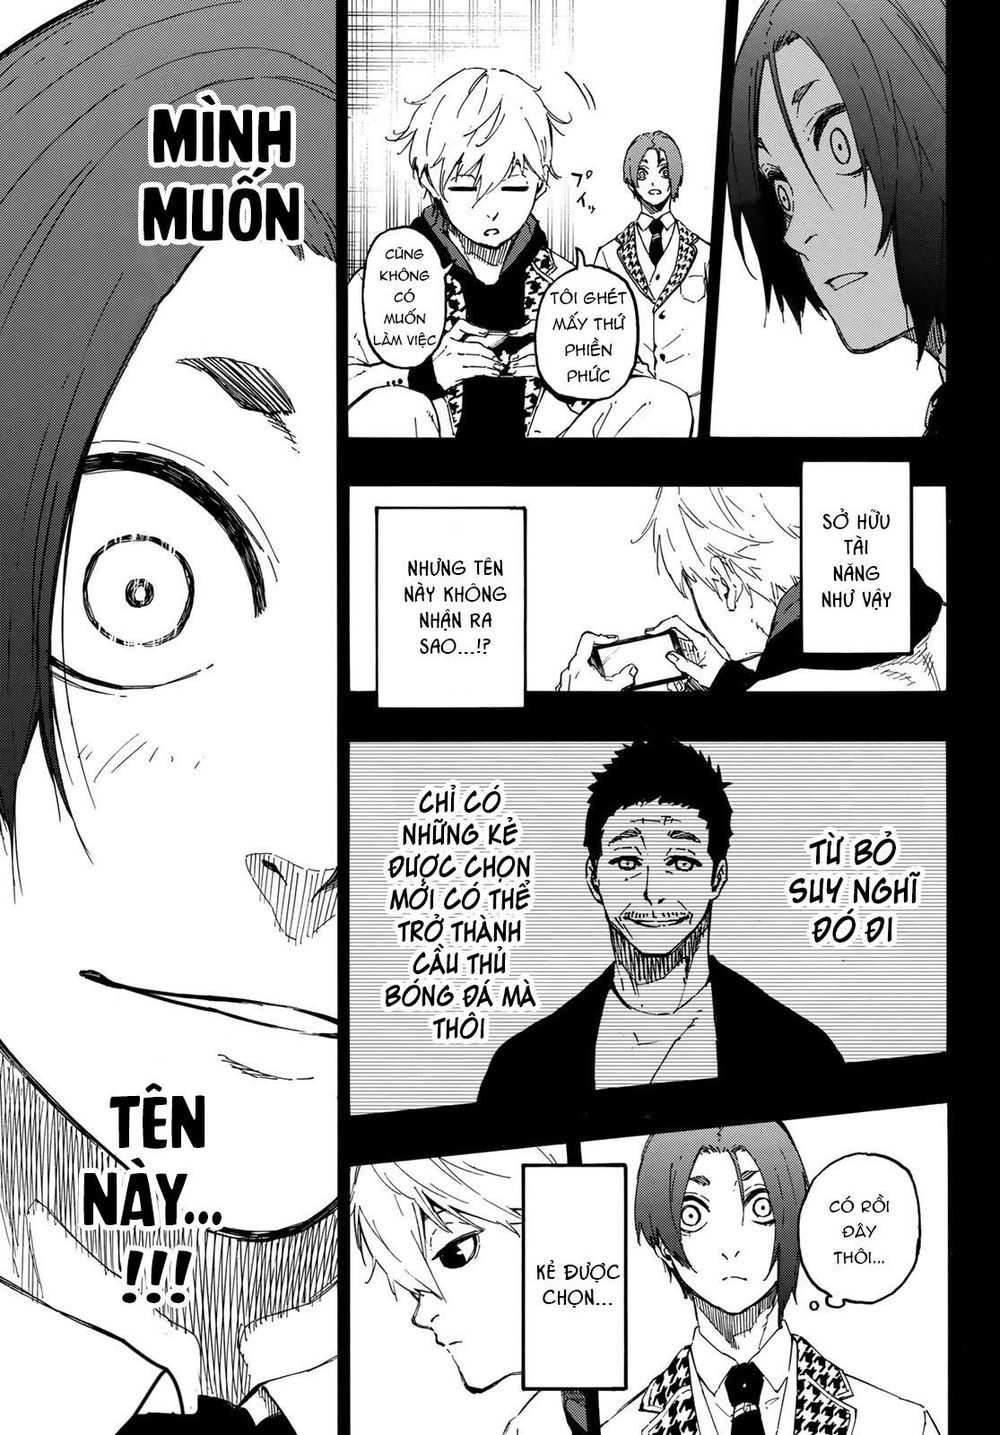 TÔI GHÉT
MẤY THỨ
PHIỀN
PHỨC
プイッ
CŨNG
KHÔNG
CÓ
MUỐN
LÀM VIỆC
SỞ HỮU
TÀI
NĂNG
NHƯ VẬY
NHƯNG TÊN
NÀY KHÔNG
NHẬN RA
SAO...!?
TỪ BỎ
SUY NGHĨ
ĐÓ ĐI
CHỈ CÓ
NHỮNG KẺ
ĐƯỢC CHỌN
MỚI CÓ THỂ
TRỞ THÀNH
CẦU THỦ
BÓNG ĐÁ MÀ
THÔI
CÓ RỒI
ĐÂY
THÔI...
KẺ ĐƯỢC
CHỌN...
MÌNH
MUỐN
TÊN
NÀY...
!!!